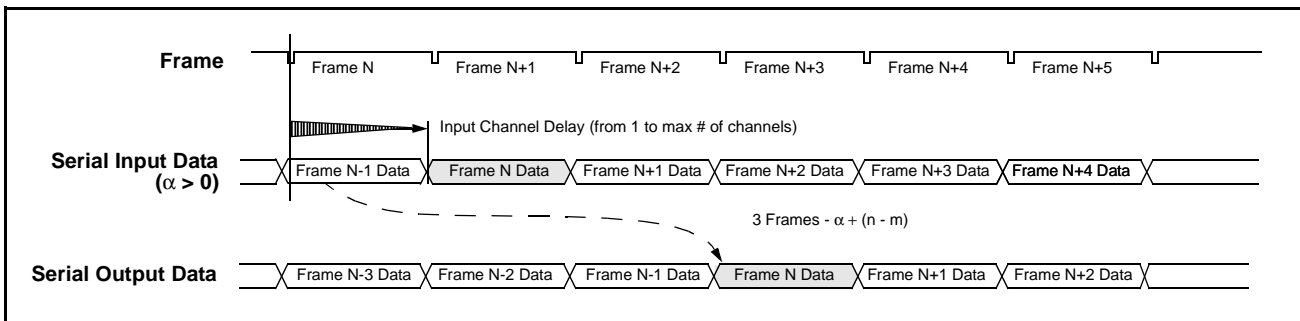 Frame
Frame N Frame N+1 Frame N+2 Frame N+3 Frame N+4 Frame N+5
Input Channel Delay (from 1 to max # of channels)
Serial Input Data
(α > 0)
Frame N-1 Data Frame N Data Frame N+1 Data Frame N+2 Data Frame N+3 Data Frame N+4 Data
3 Frames - α + (n - m)
Serial Output Data
Frame N-3 Data Frame N-2 Data Frame N-1 Data Frame N Data Frame N+1 Data Frame N+2 Data